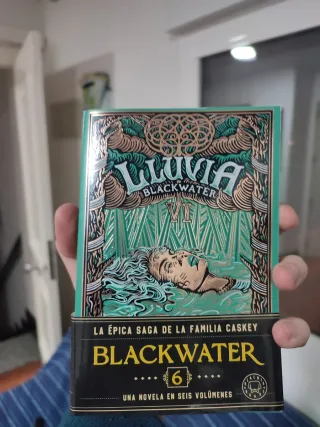 LLUVIA
BLACKWATER
VI
LA ÉPICA SAGA DE LA FAMILIA CASKEY
BLACKWATER
6
UNA NOVELA EN SEIS VOLÚMENES